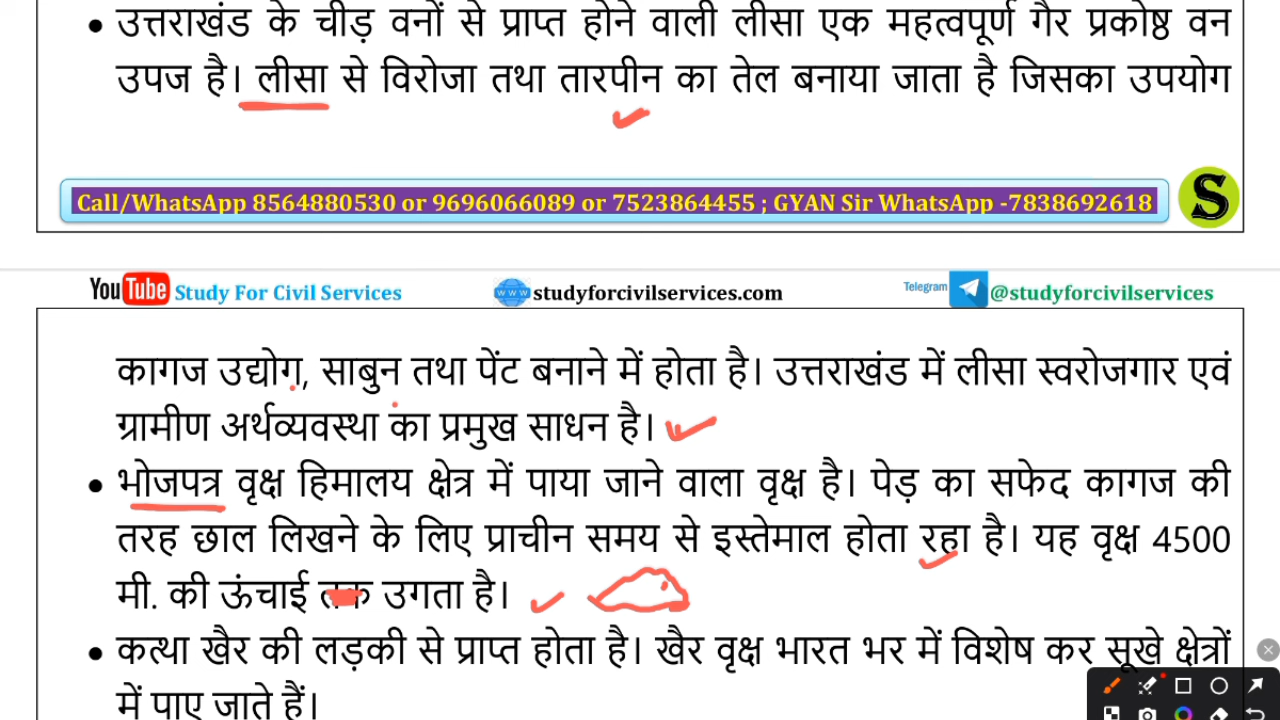 • उत्तराखंड के चीड़ वनों से प्राप्त होने वाली लीसा एक महत्वपूर्ण गैर प्रकोष्ठ वन
उपज है। लीसा से विरोजा तथा तारपीन का तेल बनाया जाता है जिसका उपयोग
Call/WhatsApp 8564880530 or 9696066089 or 7523864455 ; GYAN Sir WhatsApp -7838692618
S
YouTube Study For Civil Services
www studyforcivilservices.com
Telegram @studyforcivilservices
कागज उद्योग, साबुन तथा पेंट बनाने में होता है। उत्तराखंड में लीसा स्वरोजगार एवं
ग्रामीण अर्थव्यवस्था का प्रमुख साधन है।
• भोजपत्र वृक्ष हिमालय क्षेत्र में पाया जाने वाला वृक्ष है। पेड़ का सफेद कागज की
तरह छाल लिखने के लिए प्राचीन समय से इस्तेमाल होता रहा है। यह वृक्ष 4500
मी. की ऊंचाई तक उगता है।
• कत्था खैर की लड़की से प्राप्त होता है। खैर वृक्ष भारत भर में विशेष कर सूखे क्षेत्रों
में पाए जाते हैं।